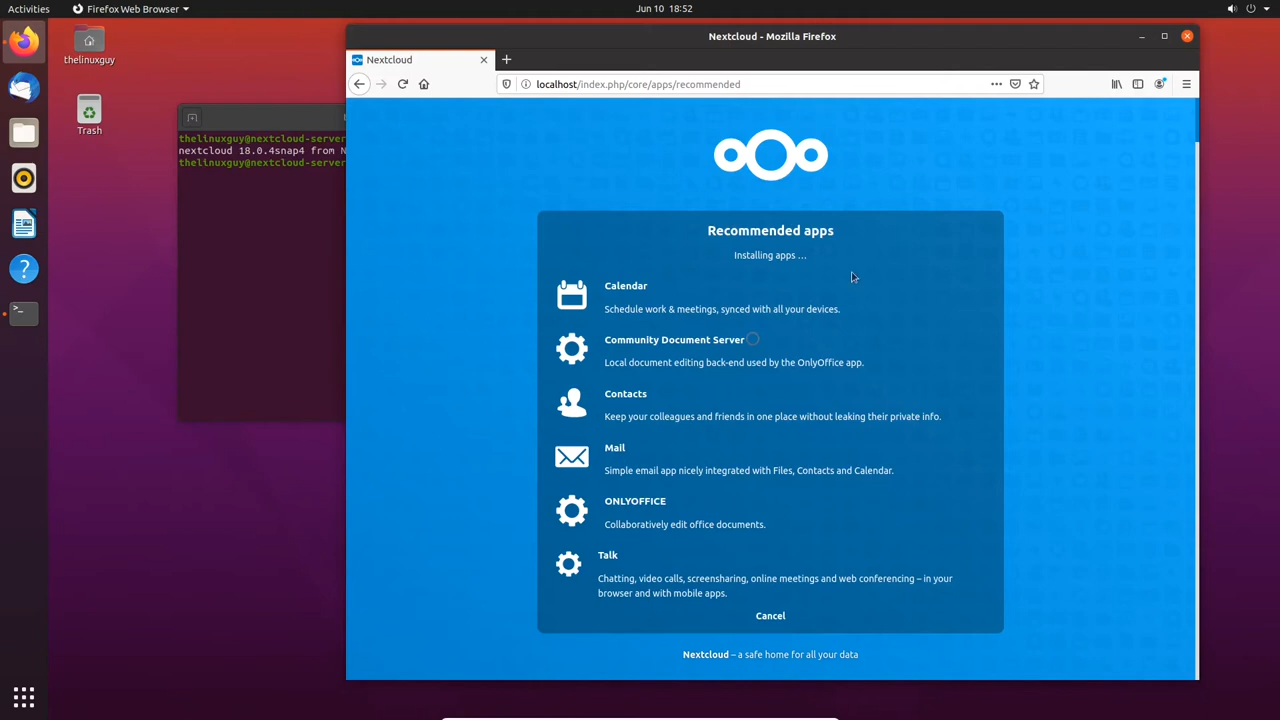 Activities
Firefox Web Browser
Jun 10 18:52
thelinuxguy
Trash
thelinuxguy@nextcloud-server
nextcloud 18.0.4snap4 from N
thelinuxguy@nextcloud-server
Nextcloud - Mozilla Firefox
Nextcloud
localhost/index.php/core/apps/recommended
Recommended apps
Installing apps …
Calendar
Schedule work & meetings, synced with all your devices.
Community Document Server
Local document editing back-end used by the OnlyOffice app.
Contacts
Keep your colleagues and friends in one place without leaking their private info.
Mail
Simple email app nicely integrated with Files, Contacts and Calendar.
ONLYOFFICE
Collaboratively edit office documents.
Talk
Chatting, video calls, screensharing, online meetings and web conferencing – in your
browser and with mobile apps.
Cancel
Nextcloud – a safe home for all your data